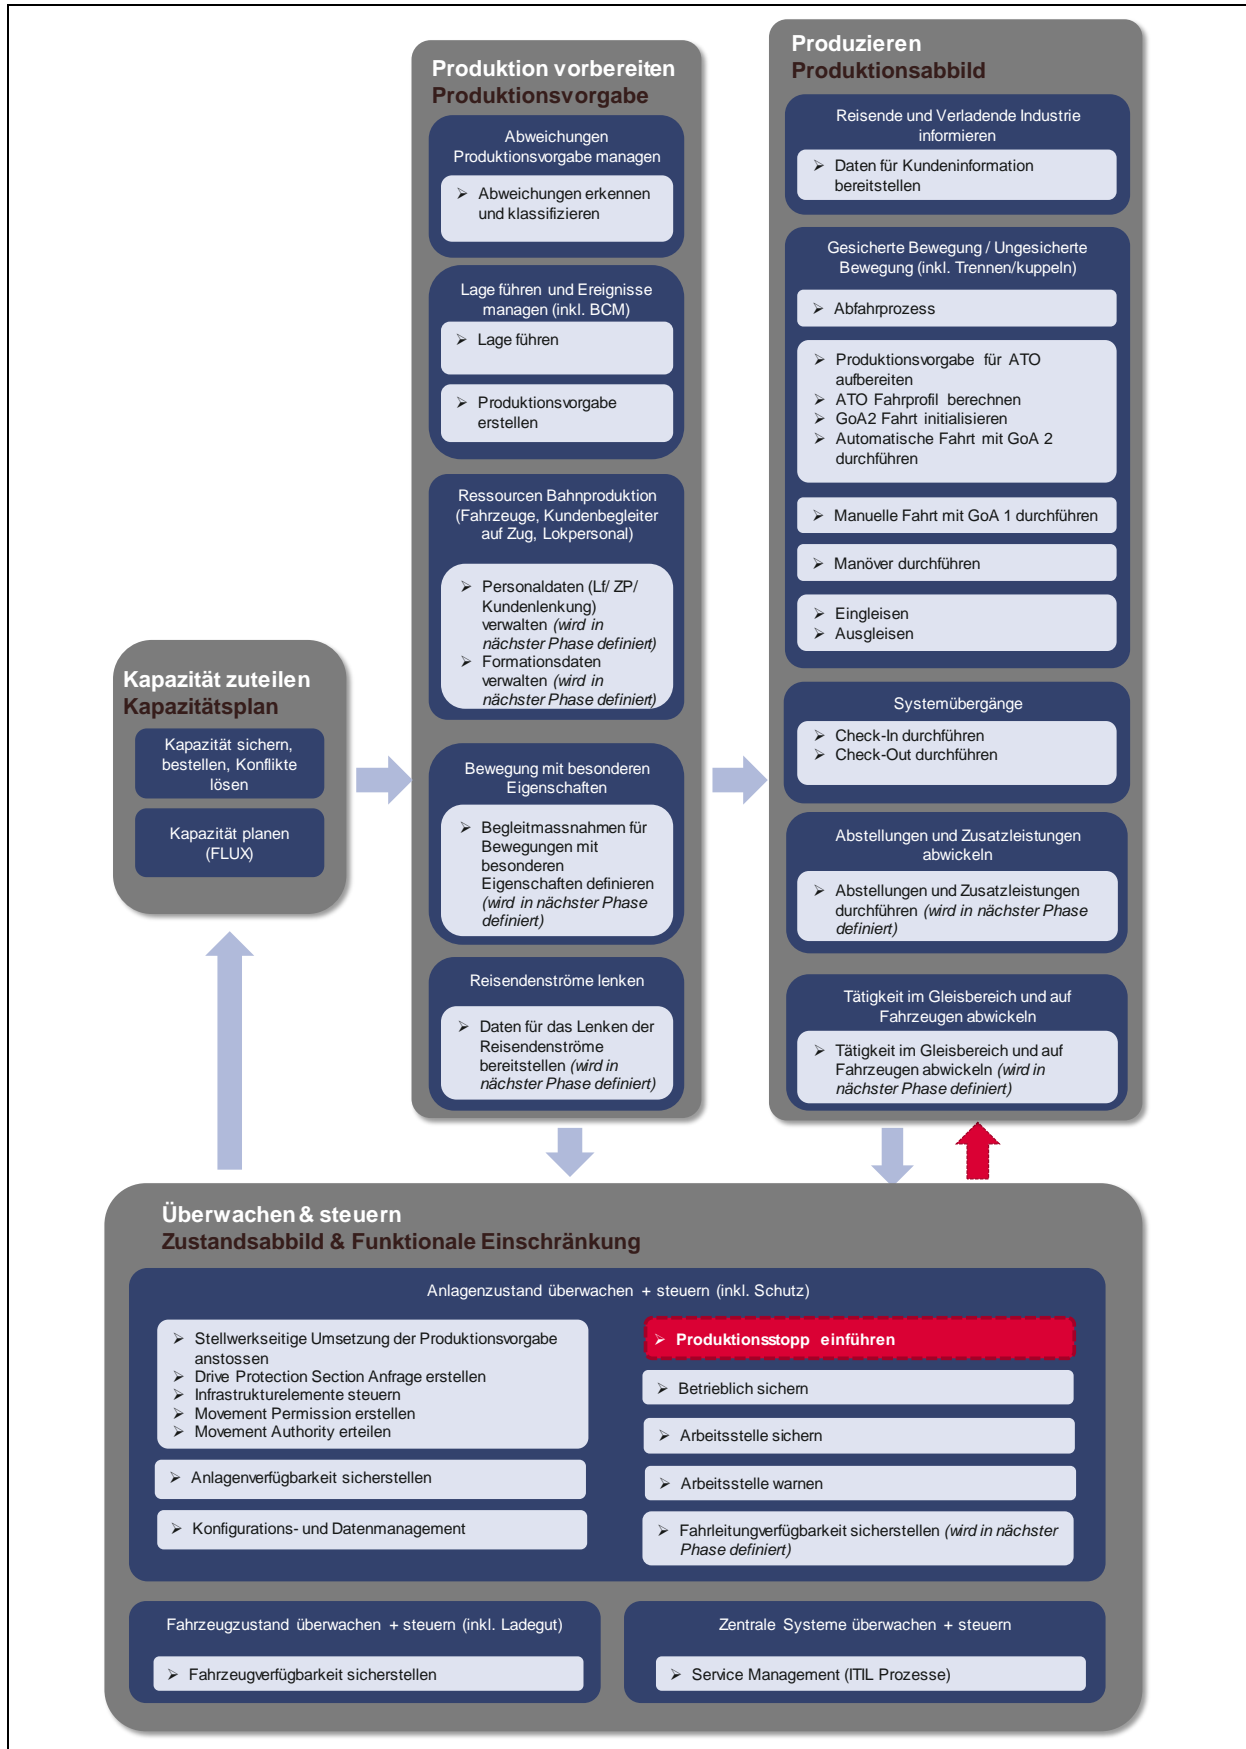 Kapazität zuteilen
Kapazitätsplan
Kapazität sichern,
bestellen, Konflikte
lösen
Kapazität planen
(FLUX)
Produktion vorbereiten
Produktionsvorgabe
Abweichungen
Produktionsvorgabe managen
➢ Abweichungen erkennen
und klassifizieren
Lage führen und Ereignisse
managen (inkl. BCM)
➢ Lage führen
➢ Produktionsvorgabe
erstellen
Ressourcen Bahnproduktion
(Fahrzeuge, Kundenbegleiter
auf Zug, Lokpersonal)
➢ Personaldaten (Lf/ ZP/
Kundenlenkung)
verwalten (wird in
nächster Phase definiert)
➢ Formationsdaten
verwalten (wird in
nächster Phase definiert)
Bewegung mit besonderen
Eigenschaften
➢ Begleitmassnahmen für
Bewegungen mit
besonderen
Eigenschaften definieren
(wird in nächster Phase
definiert)
Reisendenströme lenken
➢ Daten für das Lenken der
Reisendenströme
bereitstellen (wird in
nächster Phase definiert)
Produzieren
Produktionsabbild
Reisende und Verladende Industrie
informieren
➢ Daten für Kundeninformation
bereitstellen
Gesicherte Bewegung / Ungesicherte
Bewegung (inkl. Trennen/kuppeln)
➢ Abfahrprozess
➢ Produktionsvorgabe für ATO
aufbereiten
➢ ATO Fahrprofil berechnen
➢ GoA2 Fahrt initialisieren
➢ Automatische Fahrt mit GoA 2
durchführen
➢ Manuelle Fahrt mit GoA 1 durchführen
➢ Manöver durchführen
➢ Eingleisen
➢ Ausgleisen
Systemübergänge
➢ Check-In durchführen
➢ Check-Out durchführen
Abstellungen und Zusatzleistungen
abwickeln
➢ Abstellungen und Zusatzleistungen
durchführen (wird in nächster Phase
definiert)
Tätigkeit im Gleisbereich und auf
Fahrzeugen abwickeln
➢ Tätigkeit im Gleisbereich und auf
Fahrzeugen abwickeln (wird in
nächster Phase definiert)
Überwachen & steuern
Zustandsabbild & Funktionale Einschränkung
Anlagenzustand überwachen + steuern (inkl. Schutz)
➢ Stellwerkseitige Umsetzung der Produktionsvorgabe
anstossen
➢ Drive Protection Section Anfrage erstellen
➢ Infrastrukturelemente steuern
➢ Movement Permission erstellen
➢ Movement Authority erteilen
➢ Anlagenverfügbarkeit sicherstellen
➢ Konfigurations- und Datenmanagement
➢ Produktionsstopp einführen
➢ Betrieblich sichern
➢ Arbeitsstelle sichern
➢ Arbeitsstelle warnen
➢ Fahrleitungverfügbarkeit sicherstellen (wird in nächster
Phase definiert)
Fahrzeugzustand überwachen + steuern (inkl. Ladegut)
➢ Fahrzeugverfügbarkeit sicherstellen
Zentrale Systeme überwachen + steuern
➢ Service Management (ITIL Prozesse)